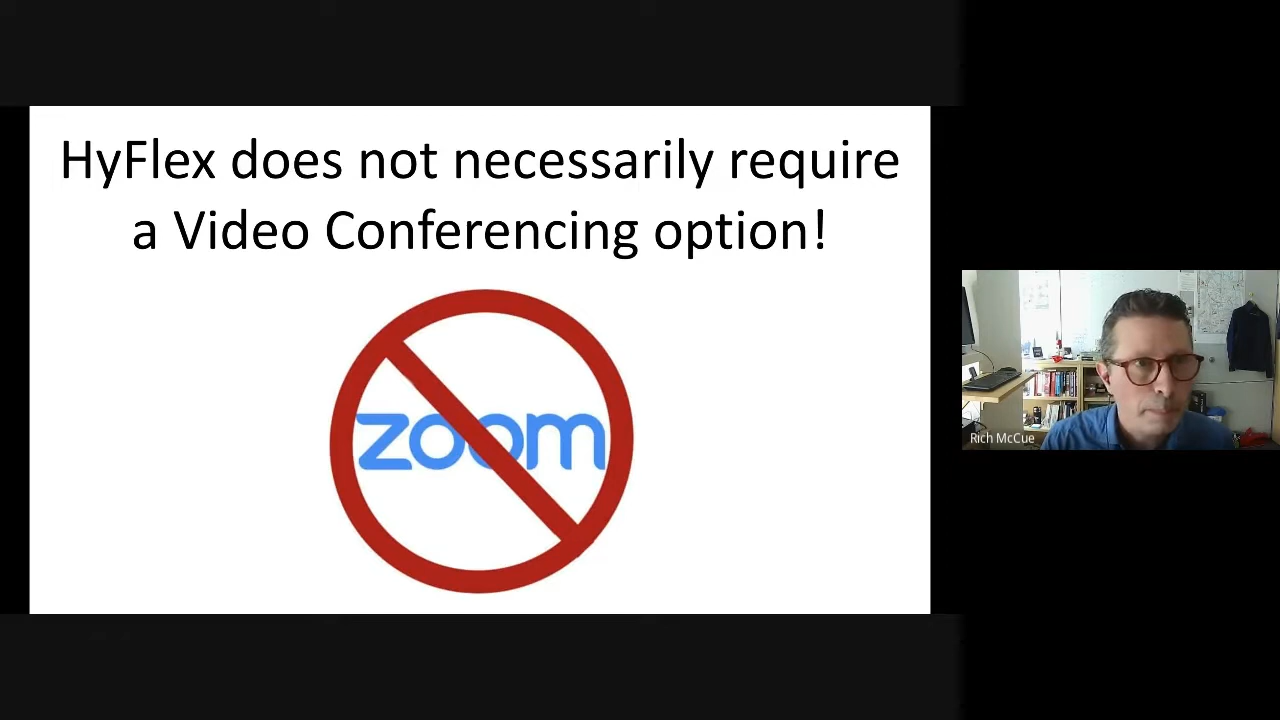 HyFlex does not necessarily require
a Video Conferencing option!
zoom
Rich McCue